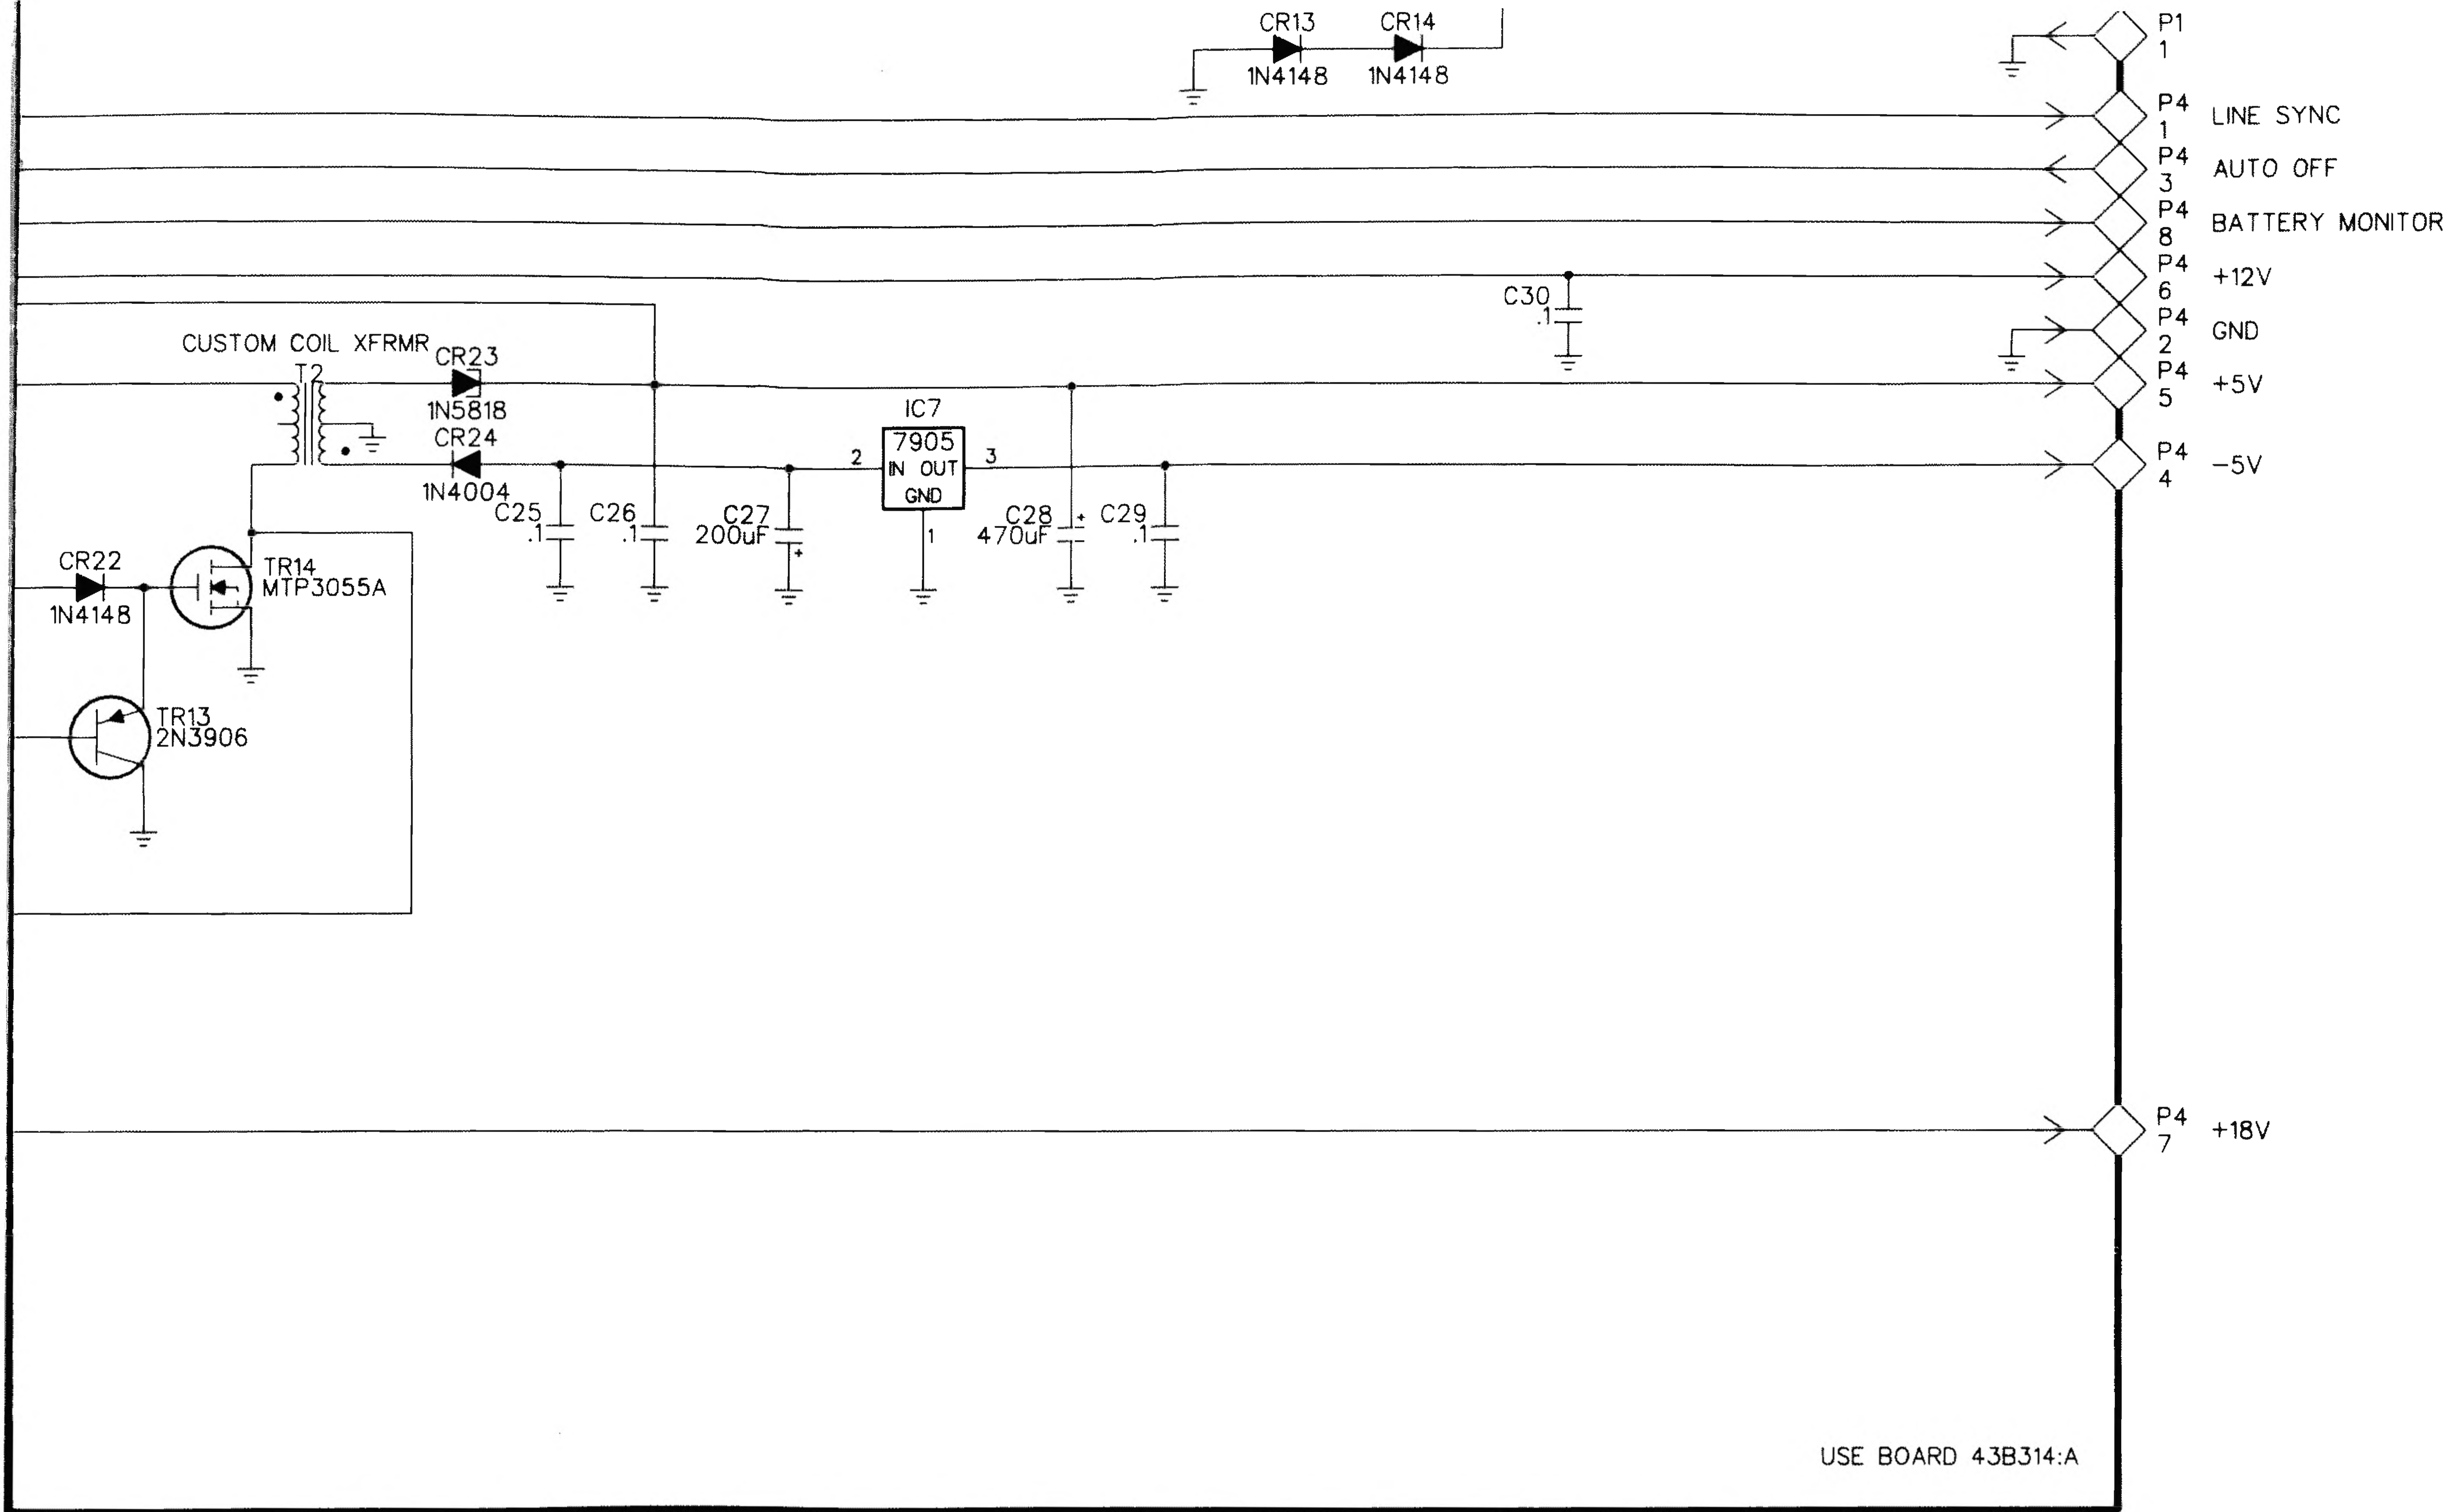 CR13
1N4148
CR14
1N4148
P1
1
P4
1
LINE SYNC
P4
3
AUTO OFF
P4
8
BATTERY MONITOR
P4
6
+12V
C30
.1
P4
2
GND
P4
5
+5V
P4
4
-5V
CUSTOM COIL XFRMR
T2
CR23
1N5818
CR24
1N4004
IC7
7905
2
IN OUT
3
GND
1
C25
.1
C26
.1
C27
200uF
+
C28
470uF
+
C29
.1
CR22
1N4148
TR14
MTP3055A
TR13
2N3906
P4
7
+18V
USE BOARD 43B314:A